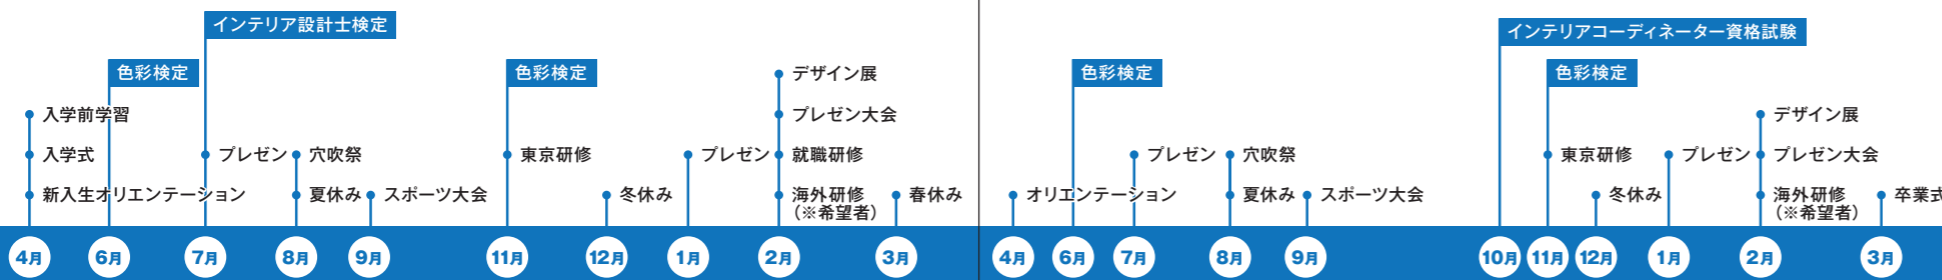 インテリア設計士検定
色彩検定
色彩検定
デザイン展
入学前学習
プレゼン大会
入学式
プレゼン
穴吹祭
東京研修
プレゼン
就職研修
新入生オリエンテーション
夏休み
スポーツ大会
冬休み
海外研修
(※希望者)
春休み
4月
6月
7月
8月
9月
11月
12月
1月
2月
3月
インテリアコーディネーター資格試験
色彩検定
色彩検定
デザイン展
プレゼン
穴吹祭
東京研修
プレゼン
プレゼン大会
オリエンテーション
夏休み
スポーツ大会
冬休み
海外研修
(※希望者)
卒業式
4月
6月
7月
8月
9月
10月
11月
12月
1月
2月
3月